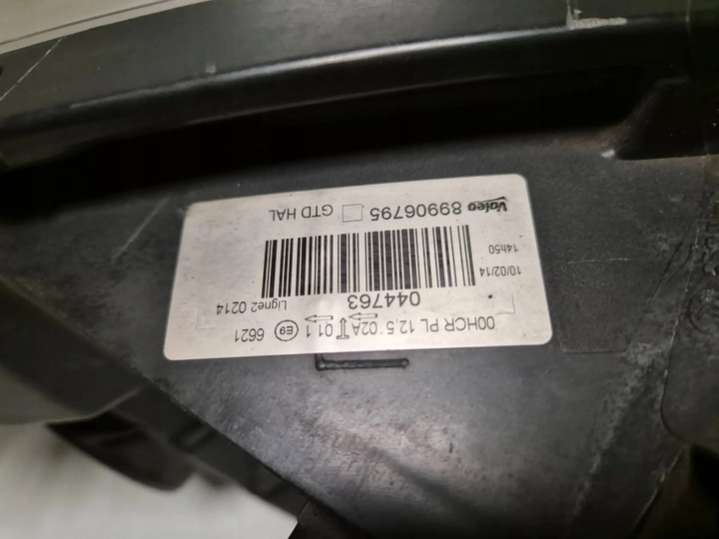 Valeo 89906795 GTD HAL
14h50
10/02/14
044763
Ligne2 0214
00HCR PL 12,5 02A 01.1 E9 6621